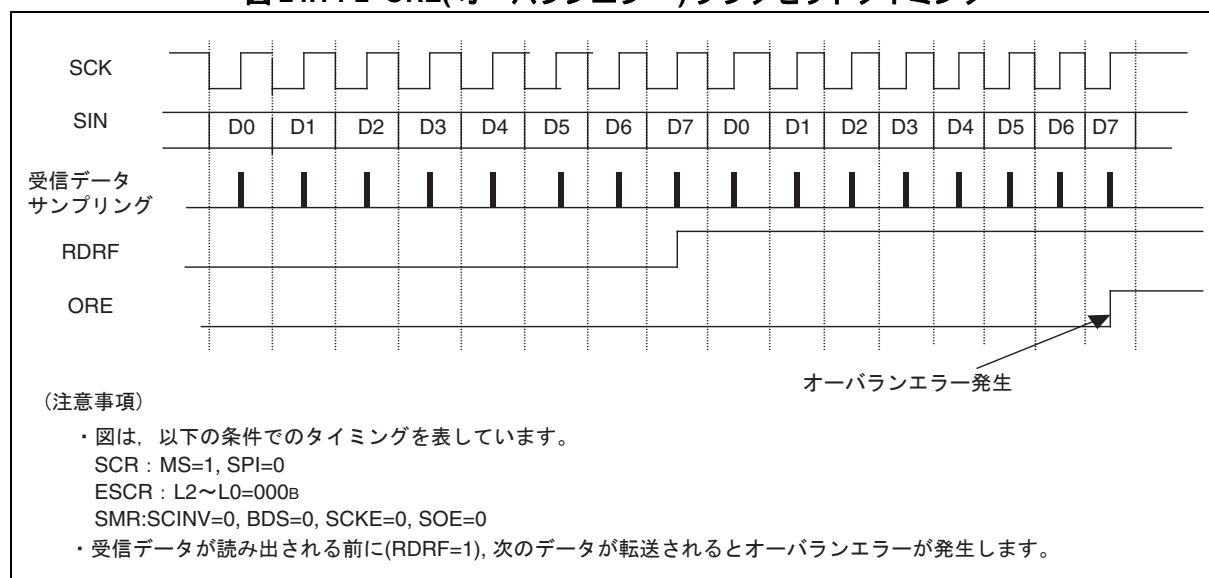 SCK
SIN
D0 D1 D2 D3 D4 D5 D6 D7 D0 D1 D2 D3 D4 D5 D6 D7
受信データ
サンプリング
RDRF
ORE
オーバランエラー発生
（注意事項）
・図は，以下の条件でのタイミングを表しています。
SCR：MS=1, SPI=0
ESCR：L2～L0=000B
SMR:SCINV=0, BDS=0, SCKE=0, SOE=0
・受信データが読み出される前に(RDRF=1), 次のデータが転送されるとオーバランエラーが発生します。